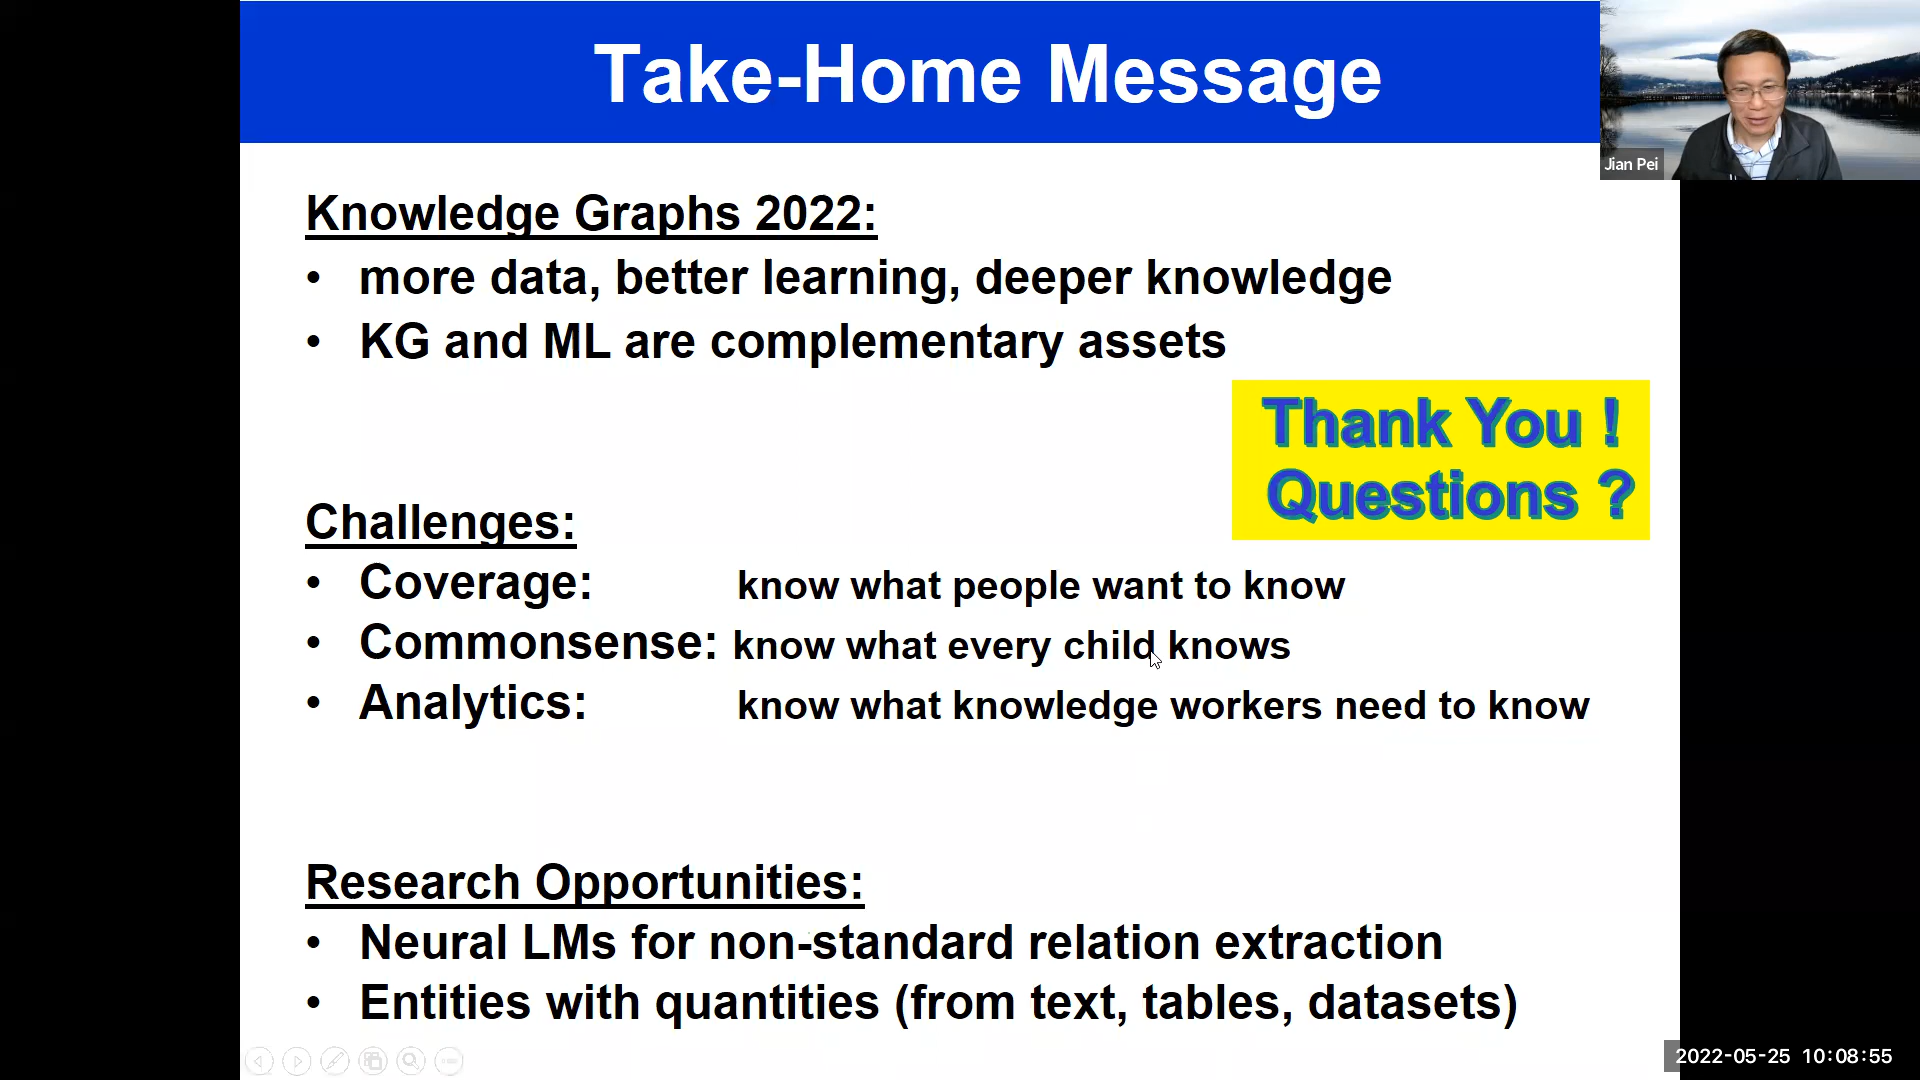 Take-Home Message
Jian Pei
Knowledge Graphs 2022:
• more data, better learning, deeper knowledge
• KG and ML are complementary assets
Thank You !
Questions ?
Challenges:
• Coverage: know what people want to know
• Commonsense: know what every child knows
• Analytics: know what knowledge workers need to know
Research Opportunities:
• Neural LMs for non-standard relation extraction
• Entities with quantities (from text, tables, datasets)
2022-05-25 10:08:55